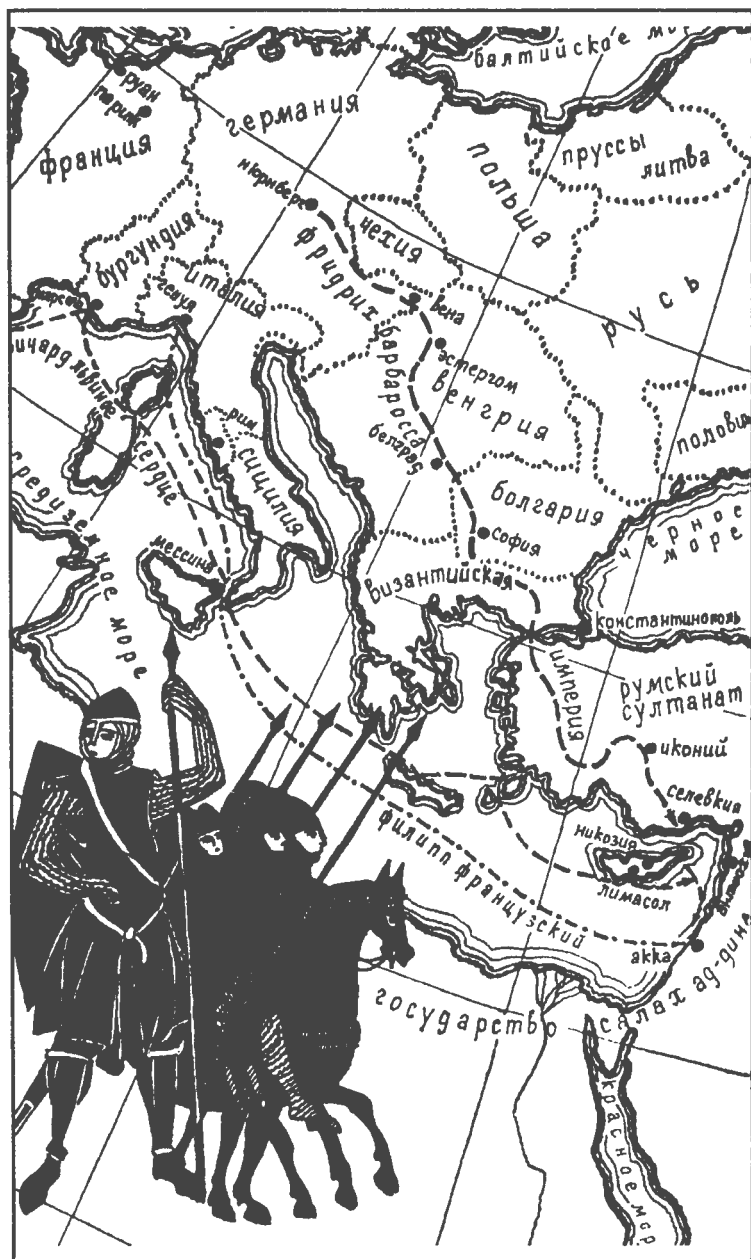 балтийское мо
руан
париж
германия
франция
польша
пруссы
литва
нюрнберг
чехия
бургундия
генуя
италия
фридрих барбаросса
вена
русь
эстергом
венгрия
ричард львиное сердце
рим
сицилия
белград
половцы
болгария
софия
черное
море
средиземное море
мессина
византийская
империя
константинополь
румский
султанат
иконий
селевкия
никозия
лимасол
филипп французский
акка
государство салах ад-дина
красное море